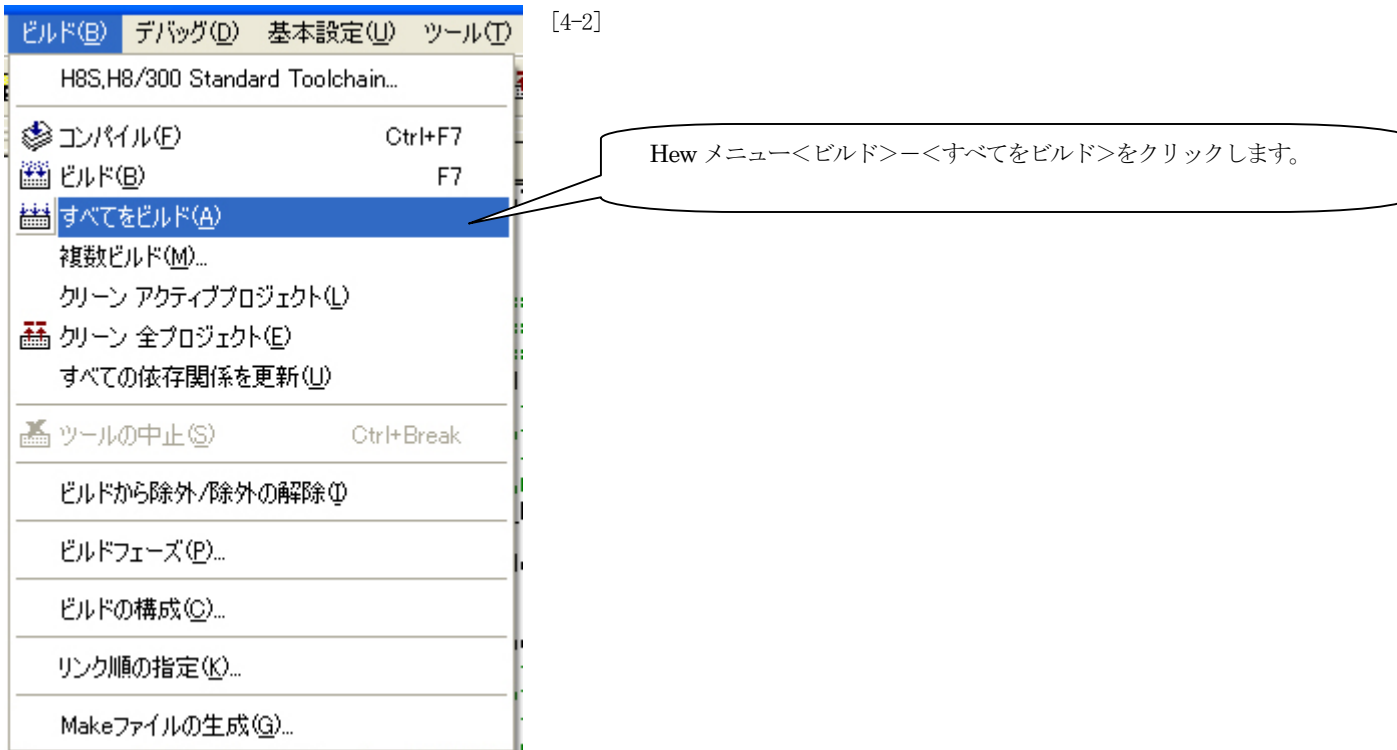 ビルド(B) デバッグ(D) 基本設定(U) ツール(T)
[4-2]
H8S,H8/300 Standard Toolchain...
コンパイル(F) Ctrl+F7
Hew メニュー<ビルド>-<すべてをビルド>をクリックします。
ビルド(B) F7
すべてをビルド(A)
複数ビルド(M)...
クリーン アクティブプロジェクト(L)
クリーン 全プロジェクト(E)
すべての依存関係を更新(U)
ツールの中止(S) Ctrl+Break
ビルドから除外/除外の解除(I)
ビルドフェーズ(P)...
ビルドの構成(C)...
リンク順の指定(K)...
Makeファイルの生成(G)...